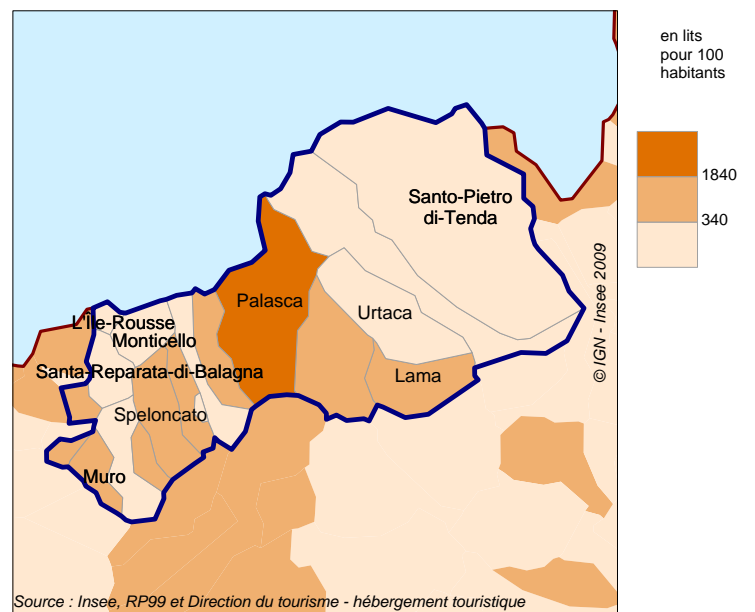 en lits
pour 100
habitants
1840
340
Santo-Pietro
di-Tenda
Palasca
Urtaca
L'Île-Rousse
Monticello
Santa-Reparata-di-Balagna
Lama
Speloncato
Muro
© IGN - Insee 2009
Source : Insee, RP99 et Direction du tourisme - hébergement touristique